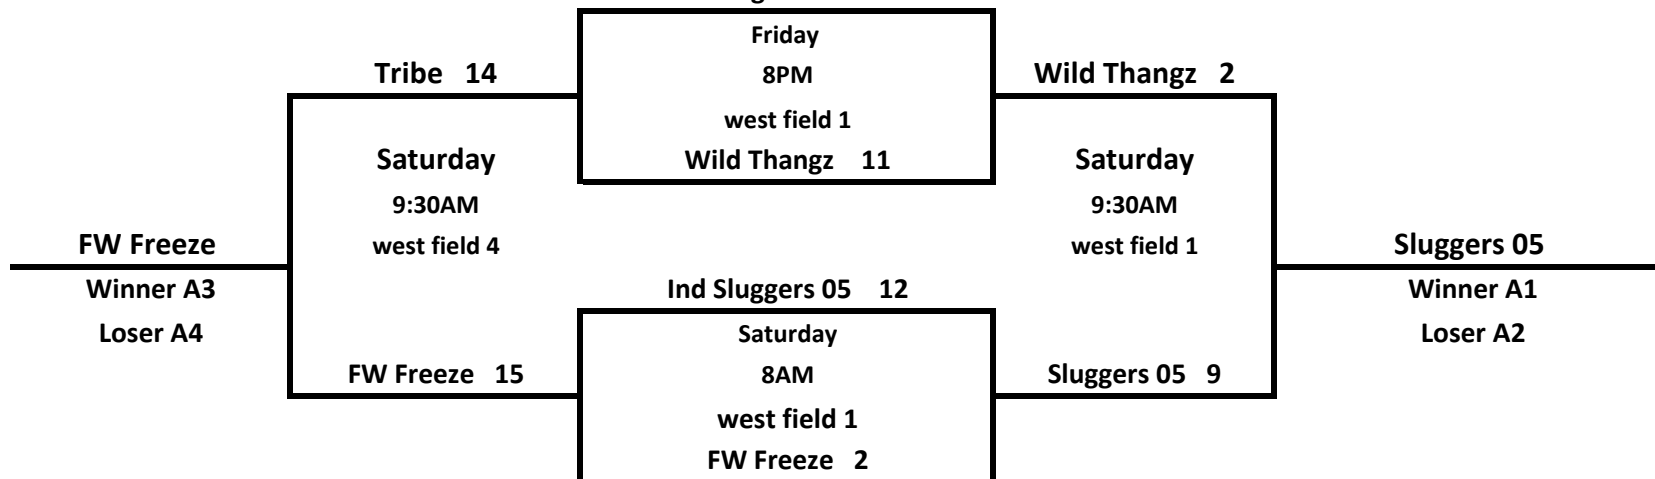 Friday
Tribe 14
8PM
Wild Thangz 2
west field 1
Saturday
Wild Thangz 11
Saturday
9:30AM
9:30AM
FW Freeze
west field 4
west field 1
Sluggers 05
Winner A3
Ind Sluggers 05 12
Winner A1
Loser A4
Saturday
Loser A2
FW Freeze 15
8AM
Sluggers 05 9
west field 1
FW Freeze 2